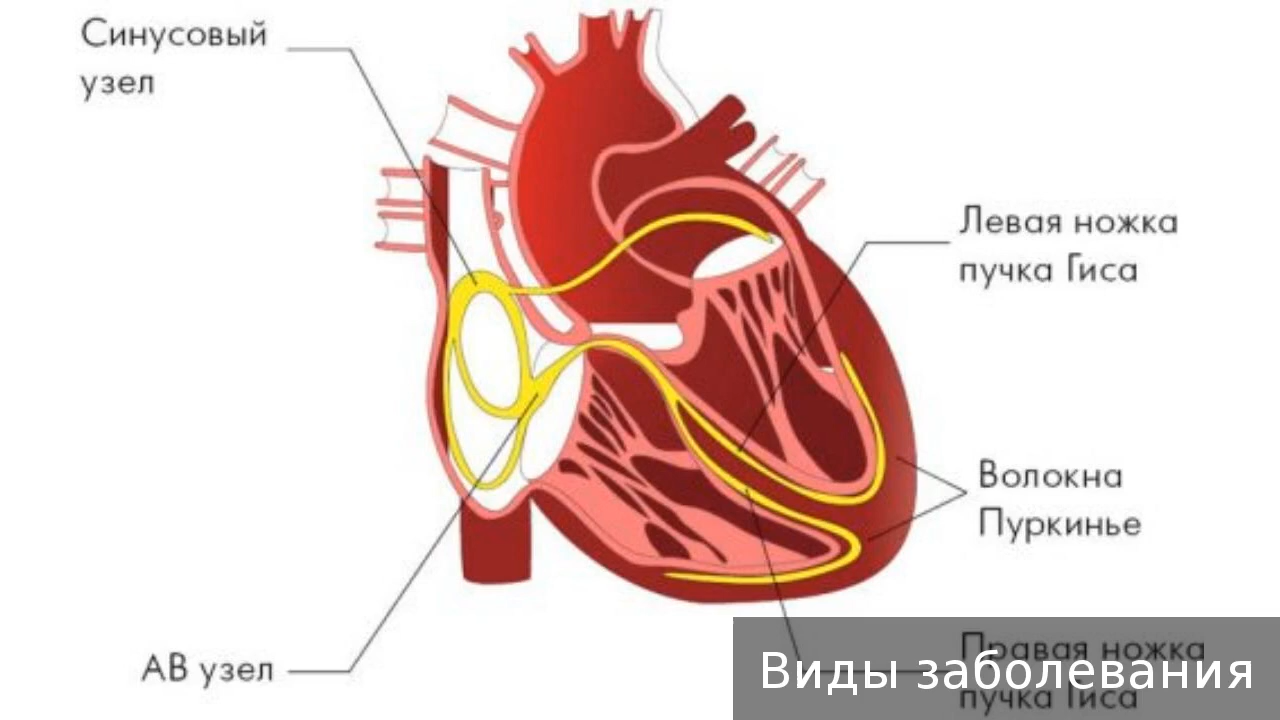 Синусовый
узел
Левая ножка
пучка Гиса
Волокна
Пуркинье
АВ узел
Правая ножка
пучка Гиса
Виды заболевания